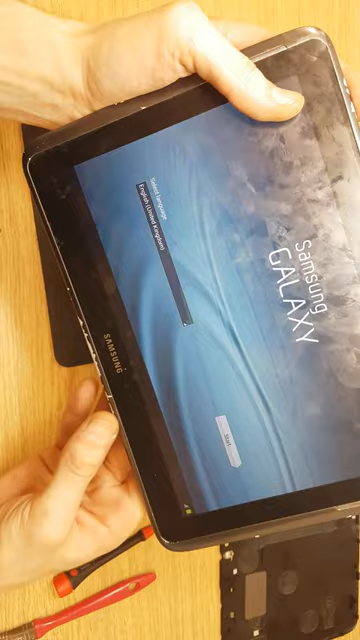 Samsung
GALAXY
Select language
English (United Kingdom)
Start
SAMSUNG